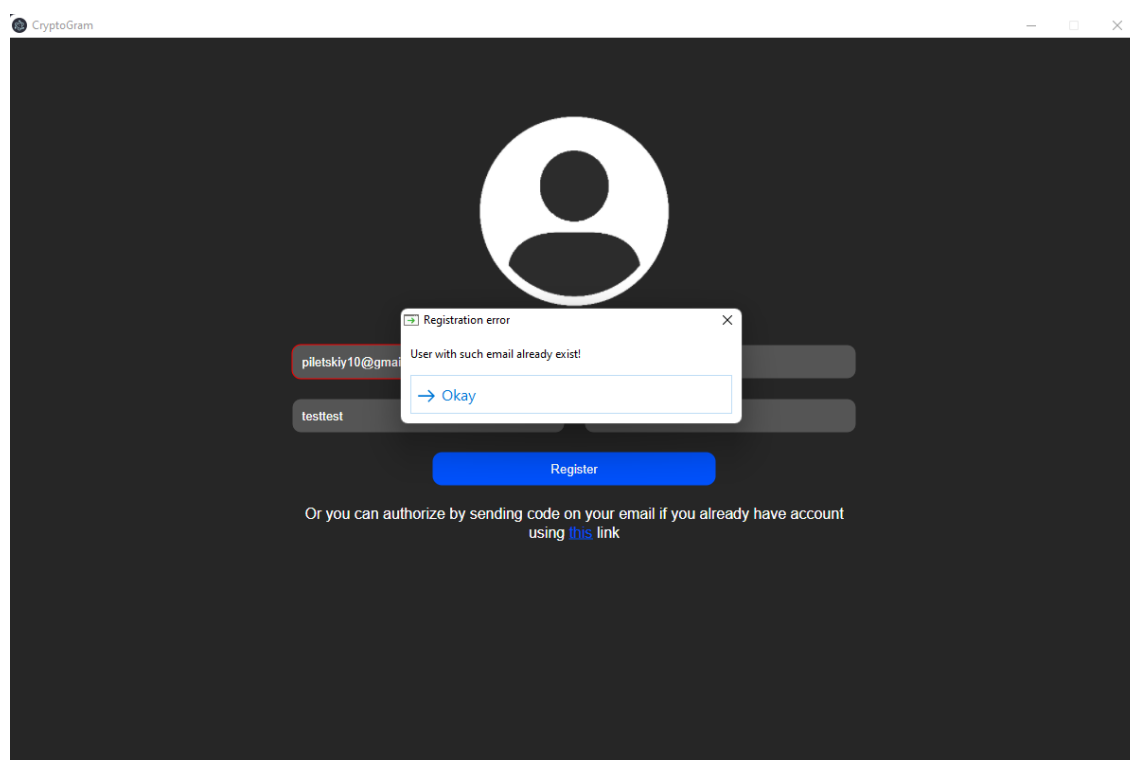 CryptoGram
Registration error
User with such email already exist!
Okay
piletskiy10@gmai
testtest
Register
Or you can authorize by sending code on your email if you already have account
using this link